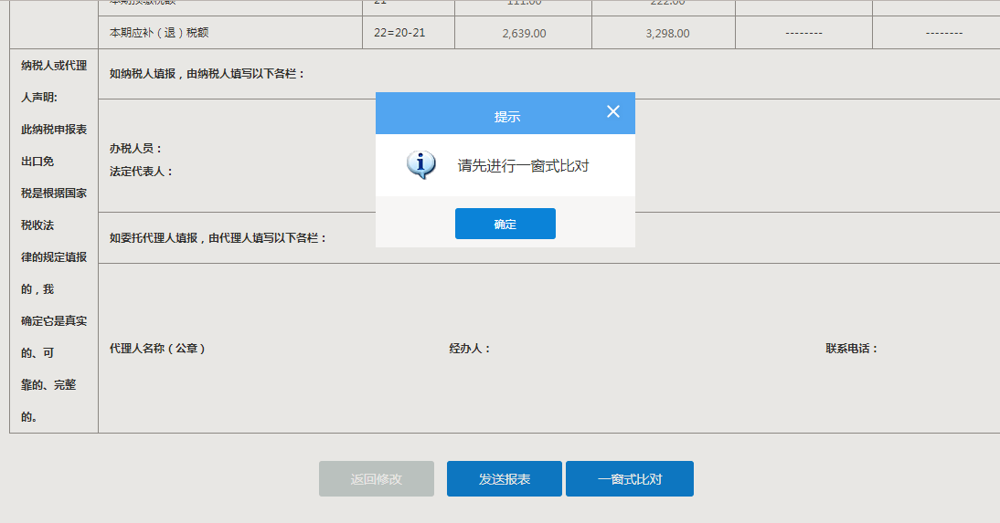 本期预缴税额 21 111.00 222.00
本期应补（退）税额 22=20-21 2,639.00 3,298.00 -------- --------
纳税人或代理
人声明:
此纳税申报表
出口免
税是根据国家
税收法
律的规定填报
的，我
确定它是真实
的、可
靠的、完整
的。
如纳税人填报，由纳税人填写以下各栏：
办税人员：
法定代表人：
如委托代理人填报，由代理人填写以下各栏：
代理人名称（公章） 经办人： 联系电话：
提示
请先进行一窗式比对
确定
返回修改 发送报表 一窗式比对